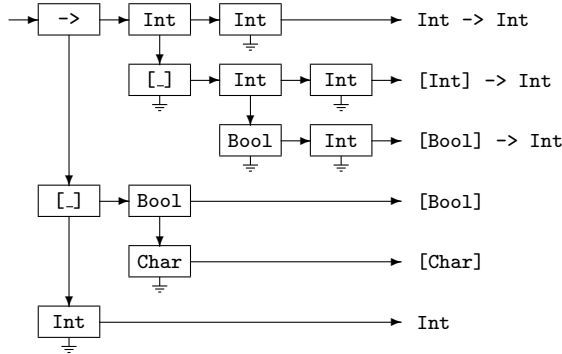 -> Int Int Int -> Int
[_] Int Int [Int] -> Int
Bool Int [Bool] -> Int
[_] Bool [Bool]
Char [Char]
Int Int